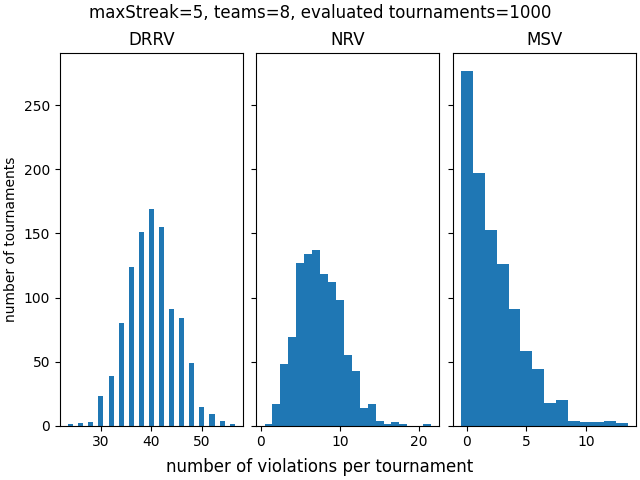 maxStreak=5, teams=8, evaluated tournaments=1000
DRRV NRV MSV
number of tournaments
250
200
150
100
50
0
30 40 50 0 10 20 0 5 10
number of violations per tournament